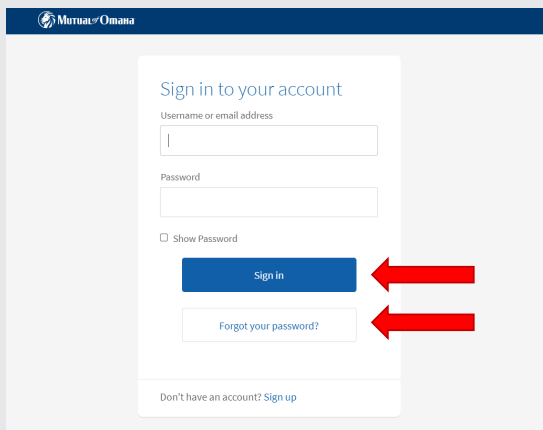 Mutual of Omaha
Sign in to your account
Username or email address
Password
Show Password
Sign in
Forgot your password?
Don't have an account? Sign up